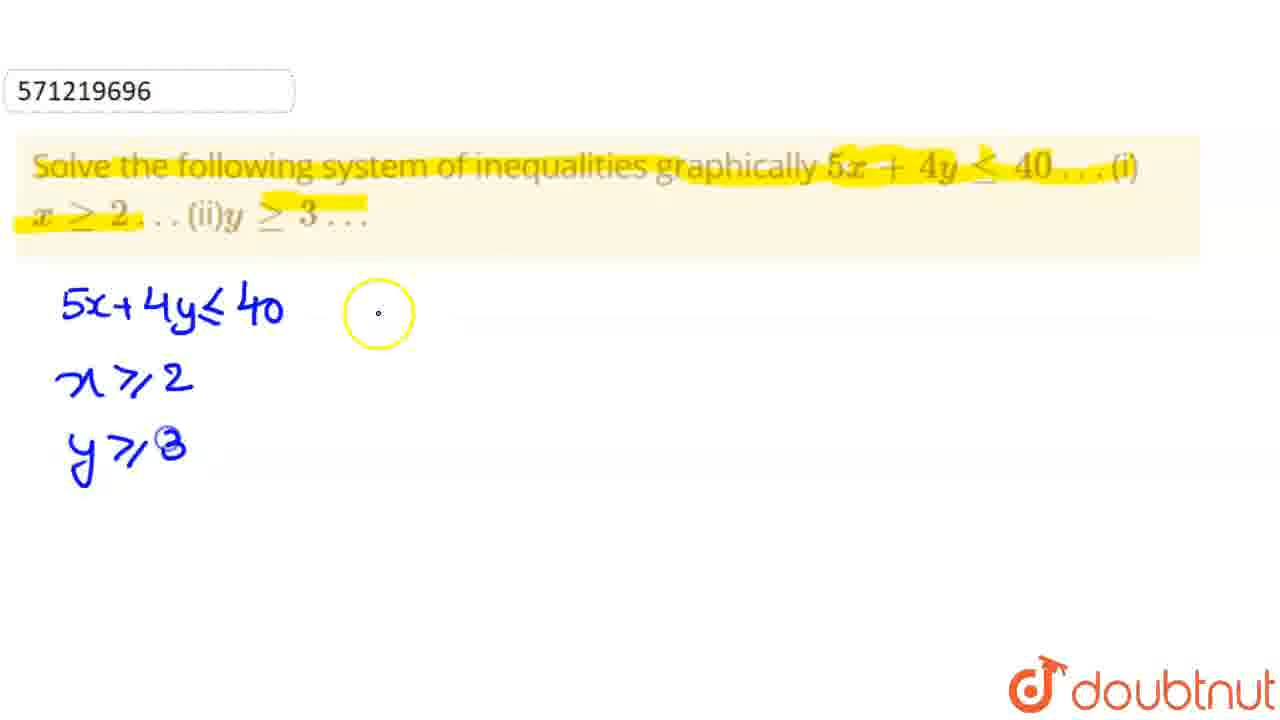 571219696
Solve the following system of inequalities graphically 5x + 4y ≤ 40 . . . (i)
x ≥ 2 . . . (ii)y ≥ 3 . . .
5x+4y≤ 40
x ≥ 2
y ≥ 3
doubtnut